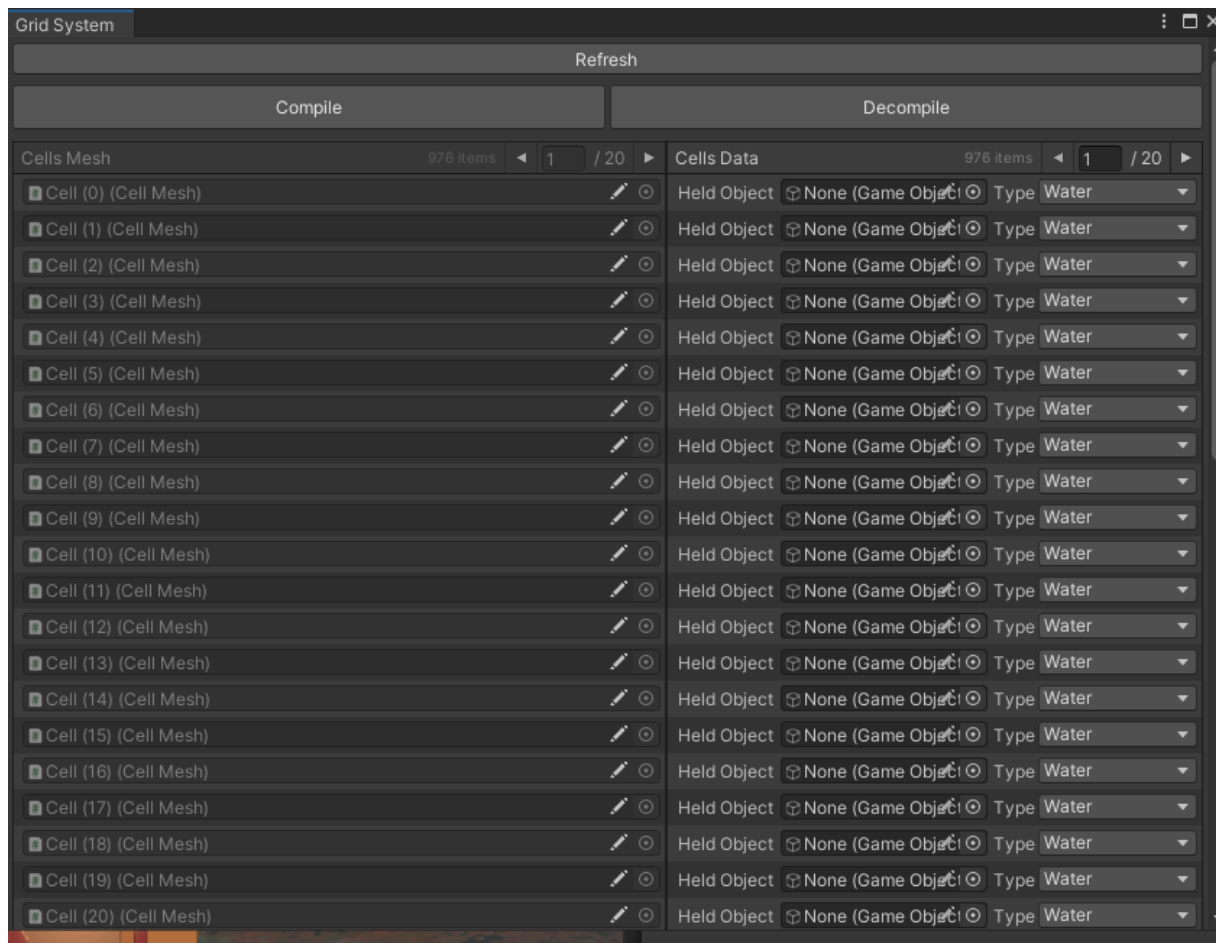 Grid System
Refresh
Compile Decompile
Cells Mesh 976 items 1 / 20 Cells Data 976 items 1 / 20
Cell (0) (Cell Mesh) Held Object None (Game Object Type Water
Cell (1) (Cell Mesh) Held Object None (Game Object Type Water
Cell (2) (Cell Mesh) Held Object None (Game Object Type Water
Cell (3) (Cell Mesh) Held Object None (Game Object Type Water
Cell (4) (Cell Mesh) Held Object None (Game Object Type Water
Cell (5) (Cell Mesh) Held Object None (Game Object Type Water
Cell (6) (Cell Mesh) Held Object None (Game Object Type Water
Cell (7) (Cell Mesh) Held Object None (Game Object Type Water
Cell (8) (Cell Mesh) Held Object None (Game Object Type Water
Cell (9) (Cell Mesh) Held Object None (Game Object Type Water
Cell (10) (Cell Mesh) Held Object None (Game Object Type Water
Cell (11) (Cell Mesh) Held Object None (Game Object Type Water
Cell (12) (Cell Mesh) Held Object None (Game Object Type Water
Cell (13) (Cell Mesh) Held Object None (Game Object Type Water
Cell (14) (Cell Mesh) Held Object None (Game Object Type Water
Cell (15) (Cell Mesh) Held Object None (Game Object Type Water
Cell (16) (Cell Mesh) Held Object None (Game Object Type Water
Cell (17) (Cell Mesh) Held Object None (Game Object Type Water
Cell (18) (Cell Mesh) Held Object None (Game Object Type Water
Cell (19) (Cell Mesh) Held Object None (Game Object Type Water
Cell (20) (Cell Mesh) Held Object None (Game Object Type Water